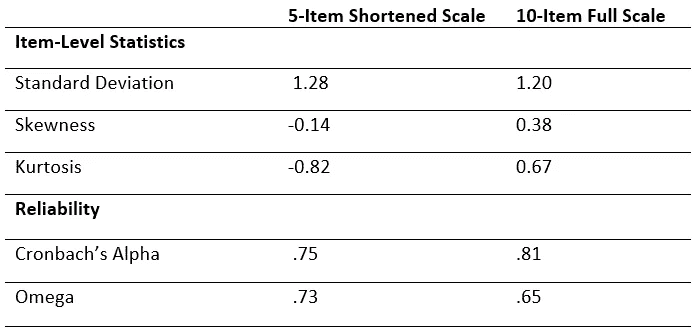 5-Item Shortened Scale 10-Item Full Scale
Item-Level Statistics
Standard Deviation 1.28 1.20
Skewness -0.14 0.38
Kurtosis -0.82 0.67
Reliability
Cronbach’s Alpha .75 .81
Omega .73 .65